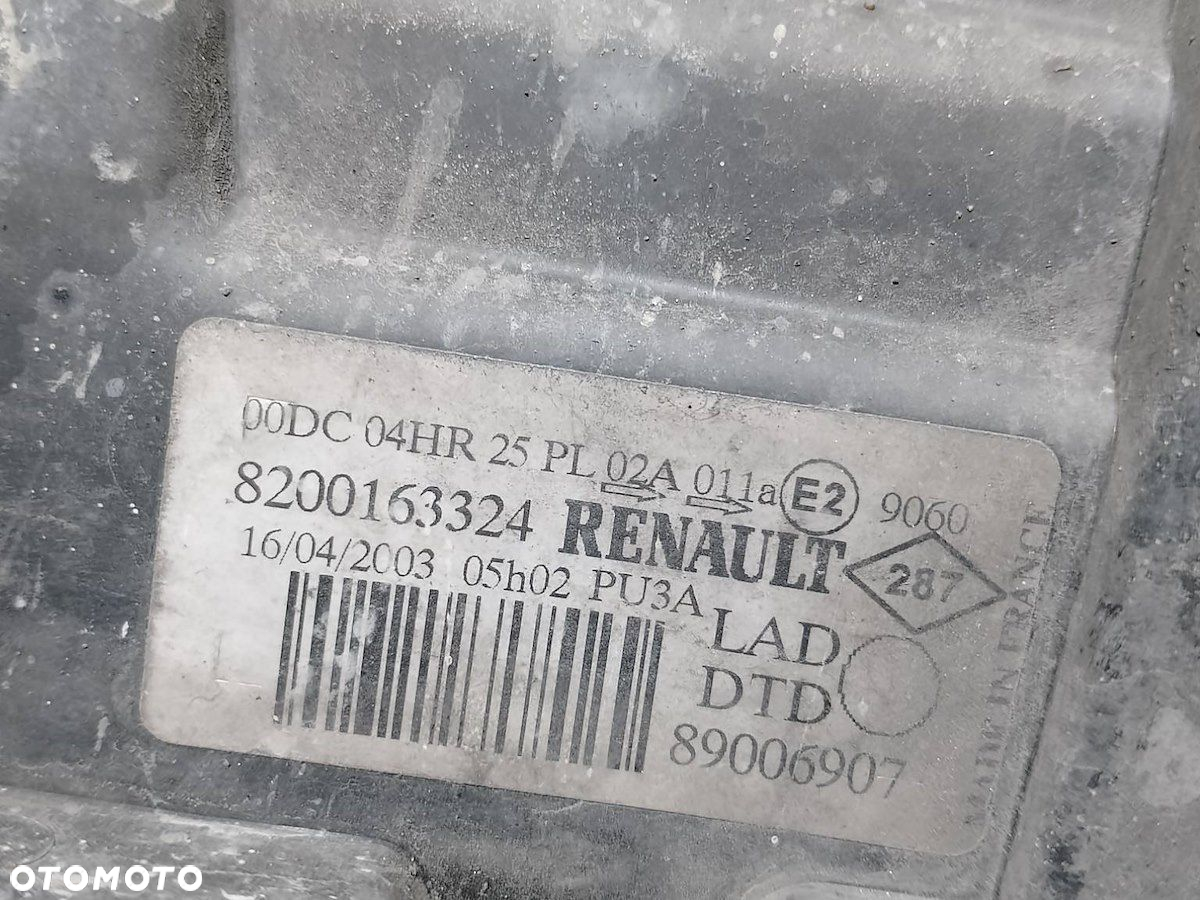 00DC 04HR 25 PL 02A 011a E2 9060
8200163324 RENAULT 287
16/04/2003 05h02 PU3A
LAD
DTD
89006907
MADE IN FRANCE
OTOMOTO